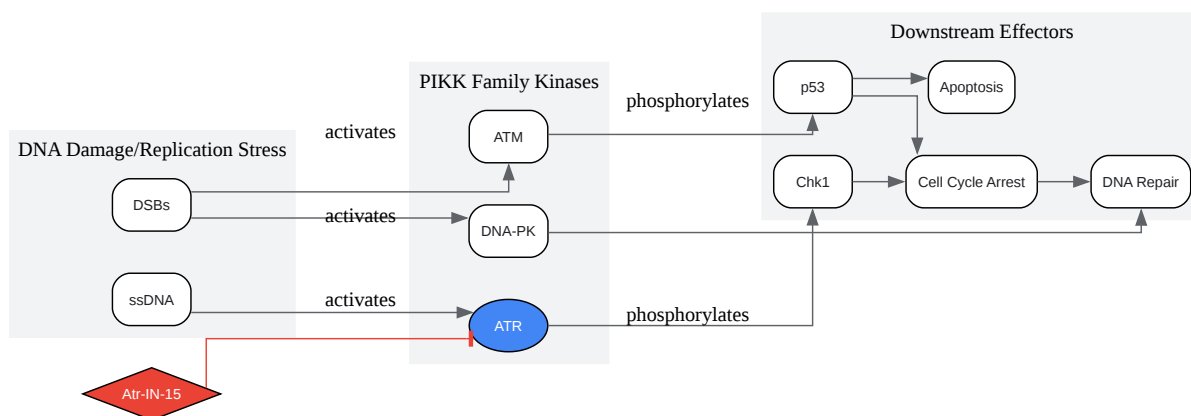 Downstream Effectors
PIKK Family Kinases
p53
Apoptosis
phosphorylates
activates
ATM
DNA Damage/Replication Stress
Chk1
Cell Cycle Arrest
DNA Repair
DSBs
activates
DNA-PK
ssDNA
activates
ATR
phosphorylates
Atr-IN-15